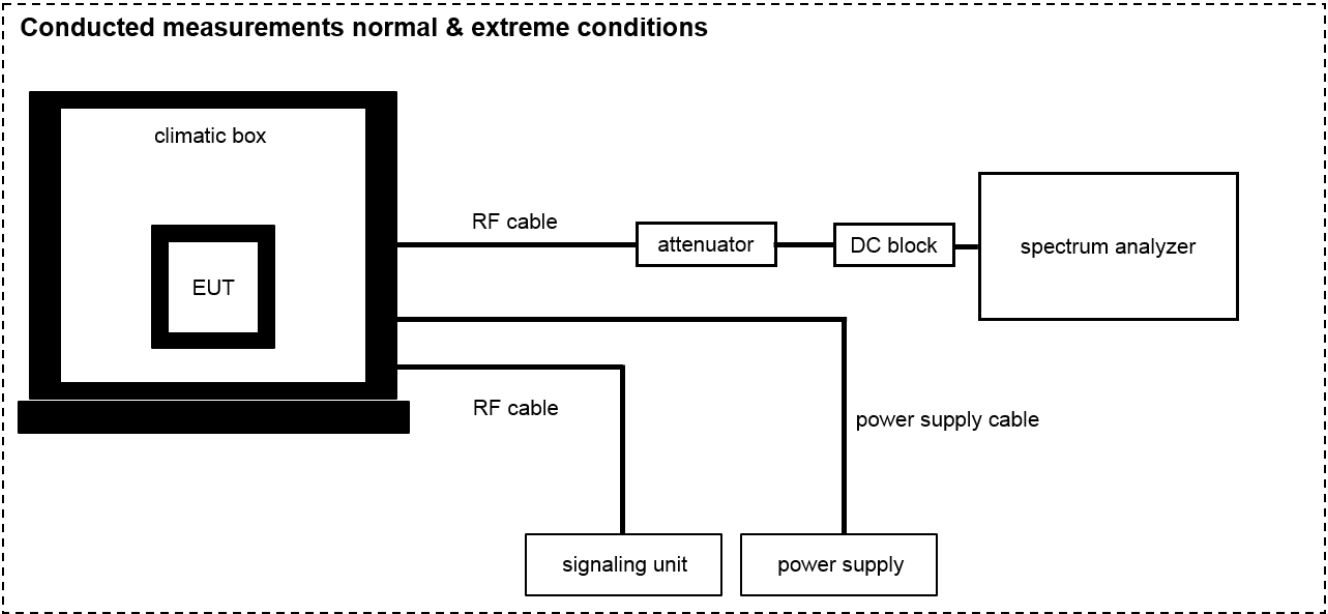 Conducted measurements normal & extreme conditions
climatic box
RF cable
attenuator
DC block
spectrum analyzer
EUT
RF cable
power supply cable
signaling unit
power supply